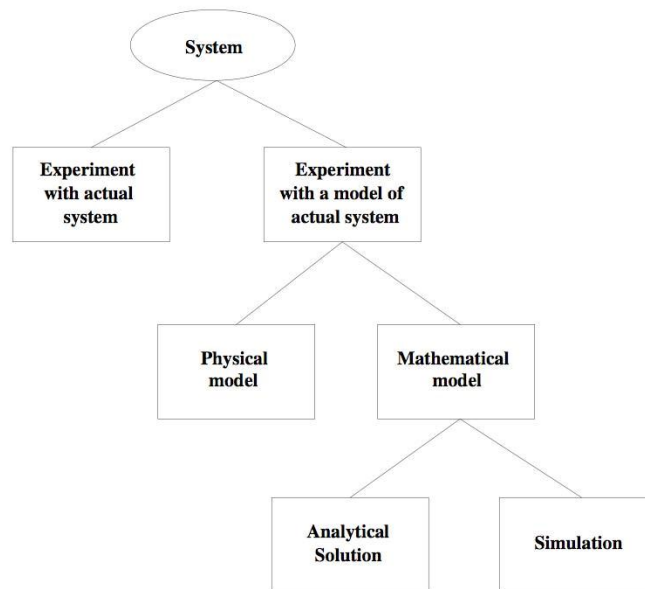 System
Experiment
with actual
system
Experiment
with a model of
actual system
Physical
model
Mathematical
model
Analytical
Solution
Simulation